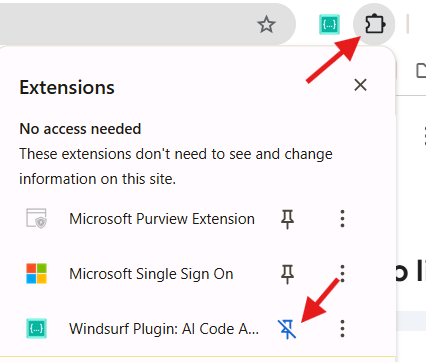 {...}
Extensions
No access needed
These extensions don't need to see and change
information on this site.
Microsoft Purview Extension
Microsoft Single Sign On
{...} Windsurf Plugin: AI Code A...